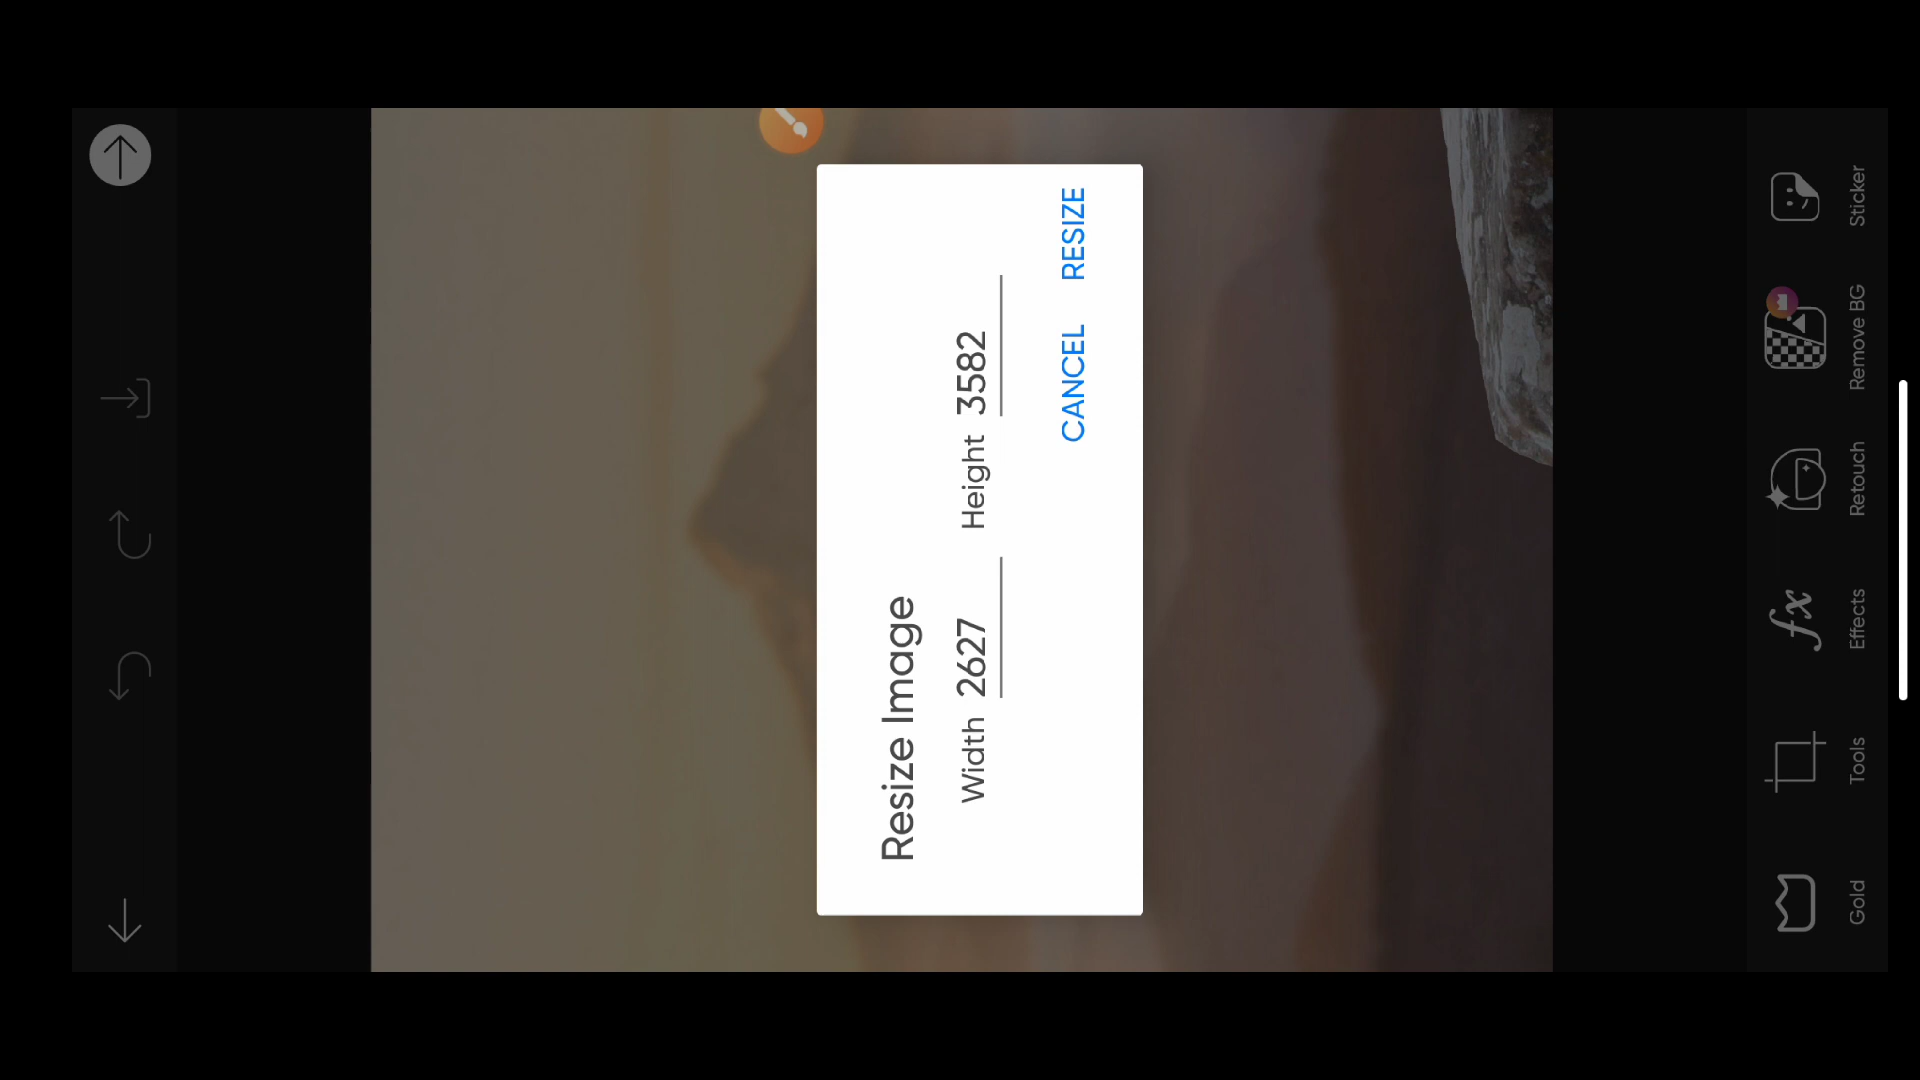 Resize Image
Width 2627 Height 3582
CANCEL RESIZE
Gold Tools Effects Retouch Remove BG Sticker